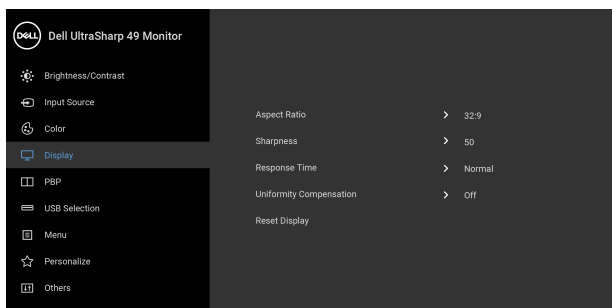 DELL
Dell UltraSharp 49 Monitor
Brightness/Contrast
Input Source
Color
Display
PBP
USB Selection
Menu
Personalize
Others
Aspect Ratio > 32:9
Sharpness > 50
Response Time > Normal
Uniformity Compensation > Off
Reset Display